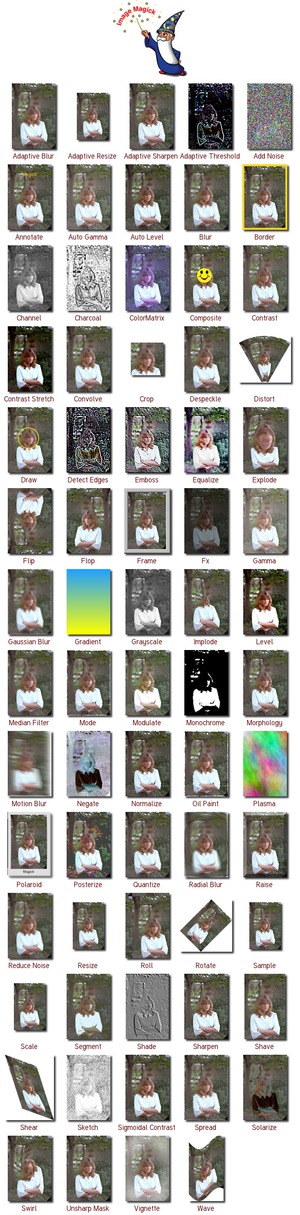 Image Magick
Adaptive Blur Adaptive Resize Adaptive Sharpen Adaptive Threshold Add Noise
Annotate Auto Gamma Auto Level Blur Border
Channel Charcoal ColorMatrix Composite Contrast
Contrast Stretch Convolve Crop Despeckle Distort
Draw Detect Edges Emboss Equalize Explode
Flip Flop Frame Fx Gamma
Gaussian Blur Gradient Grayscale Implode Level
Median Filter Mode Modulate Monochrome Morphology
Motion Blur Negate Normalize Oil Paint Plasma
Magick
Polaroid Posterize Quantize Radial Blur Raise
Reduce Noise Resize Roll Rotate Sample
Scale Segment Shade Sharpen Shave
Shear Sketch Sigmoidal Contrast Spread Solarize
Swirl Unsharp Mask Vignette Wave